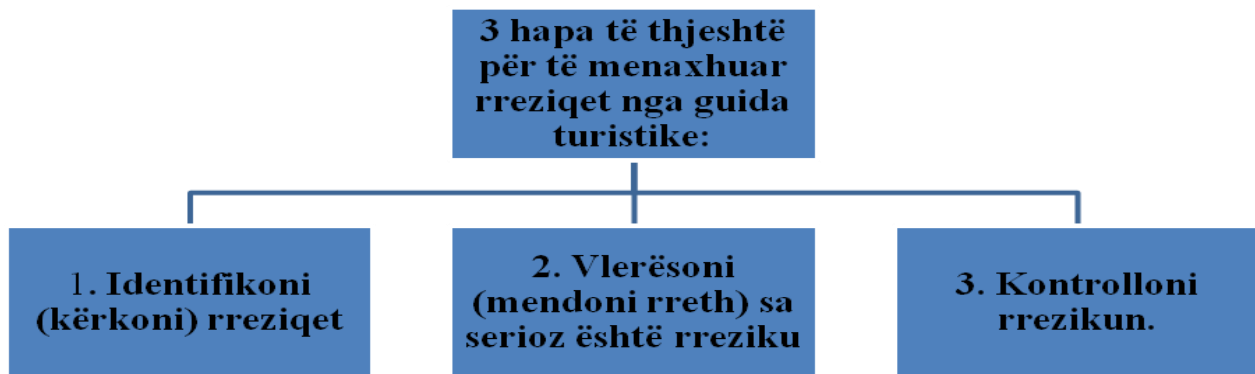 3 hapa të thjeshtë
për të menaxhuar
rreziqet nga guida
turistike:
1. Identifikoni
(kërkoni) rreziqet
2. Vlerësoni
(mendoni rreth) sa
serioz është rreziku
3. Kontrolloni
rrezikun.